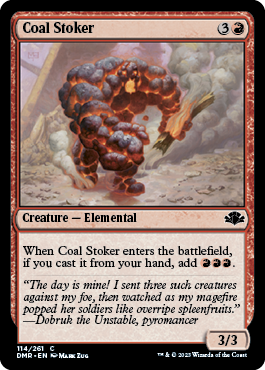 Coal Stoker 3
Creature — Elemental
When Coal Stoker enters the battlefield,
if you cast it from your hand, add
“The day is mine! I sent three such creatures
against my foe, then watched as my magefire
popped her soldiers like overripe spleenfruits.”
—Dobruk the Unstable, pyromancer
3/3
114/261 C
DMR • EN Mark Zug
™ & © 2023 Wizards of the Coast